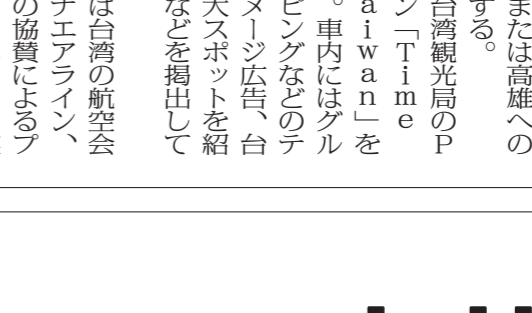 または高雄への
する。
台湾観光局のP
ン「Time
aiwan」を
。車内にはグル
ピングなどのテ
メージ広告、台
大スポットを紹
などを掲出して
は台湾の航空会
ナエアライン、
の協賛によるプ